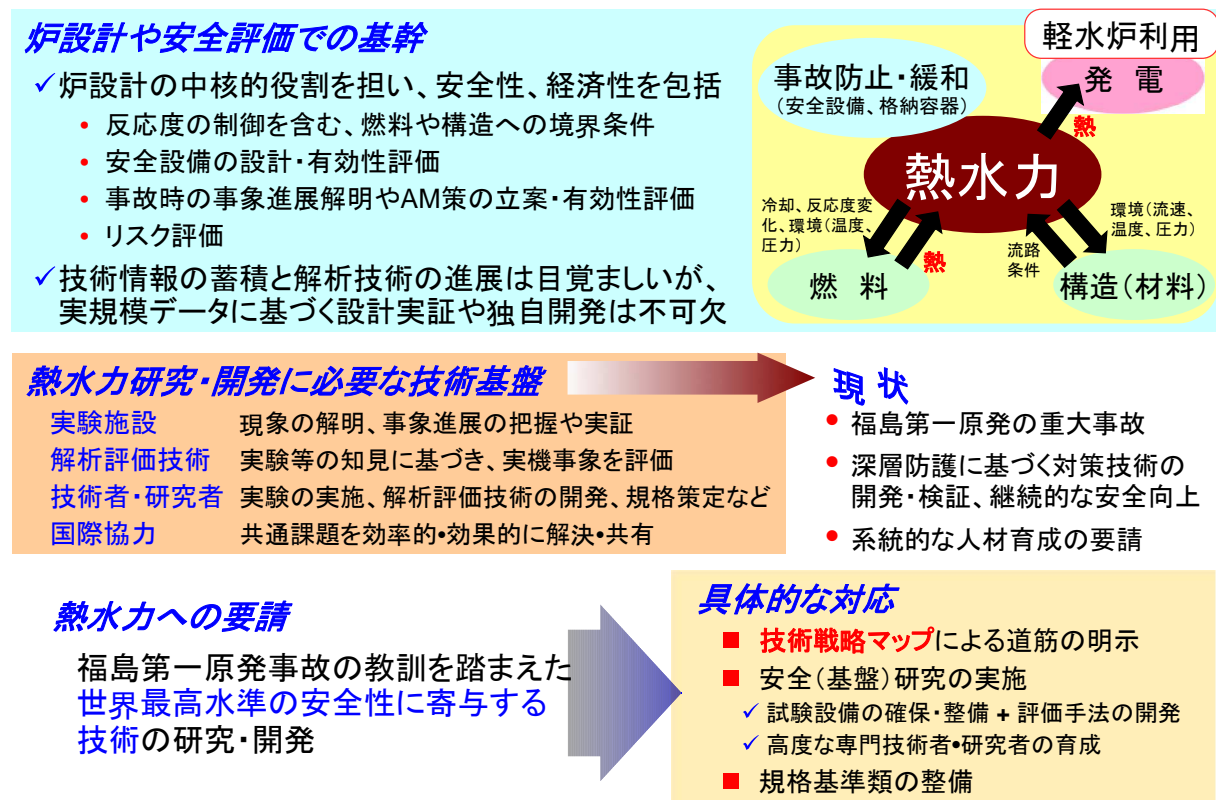 炉設計や安全評価での基幹
✓炉設計の中核的役割を担い、安全性、経済性を包括
• 反応度の制御を含む、燃料や構造への境界条件
• 安全設備の設計・有効性評価
• 事故時の事象進展解明やAM策の立案・有効性評価
• リスク評価
✓技術情報の蓄積と解析技術の進展は目覚ましいが、
実規模データに基づく設計実証や独自開発は不可欠
軽水炉利用
事故防止・緩和
(安全設備、格納容器)
発 電
熱
熱水力
冷却、反応度変
化、環境(温度、
圧力)
熱
流路
条件
環境(流速、
温度、圧力)
燃 料
構造(材料)
熱水力研究・開発に必要な技術基盤
実験施設 現象の解明、事象進展の把握や実証
解析評価技術 実験等の知見に基づき、実機事象を評価
技術者・研究者 実験の実施、解析評価技術の開発、規格策定など
国際協力 共通課題を効率的•効果的に解決•共有
現 状
• 福島第一原発の重大事故
• 深層防護に基づく対策技術の
開発・検証、継続的な安全向上
• 系統的な人材育成の要請
熱水力への要請
福島第一原発事故の教訓を踏まえた
世界最高水準の安全性に寄与する
技術の研究・開発
具体的な対応
■ 技術戦略マップによる道筋の明示
■ 安全(基盤)研究の実施
✓ 試験設備の確保・整備 + 評価手法の開発
✓ 高度な専門技術者•研究者の育成
■ 規格基準類の整備